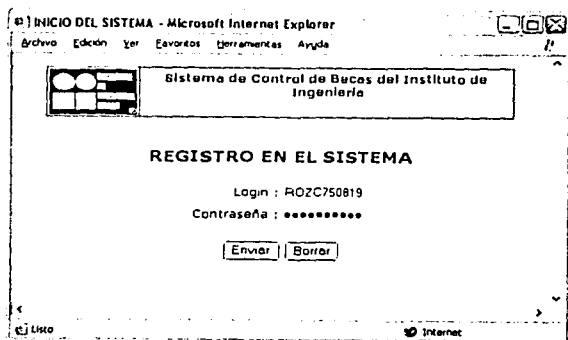 INICIO DEL SISTEMA - Microsoft Internet Explorer
Archivo Edición Ver Favoritos Herramientas Ayuda
Sistema de Control de Becas del Instituto de
Ingeniería
REGISTRO EN EL SISTEMA
Login : ROZC750819
Contraseña : ••••••••••
Enviar Borrar
Listo Internet